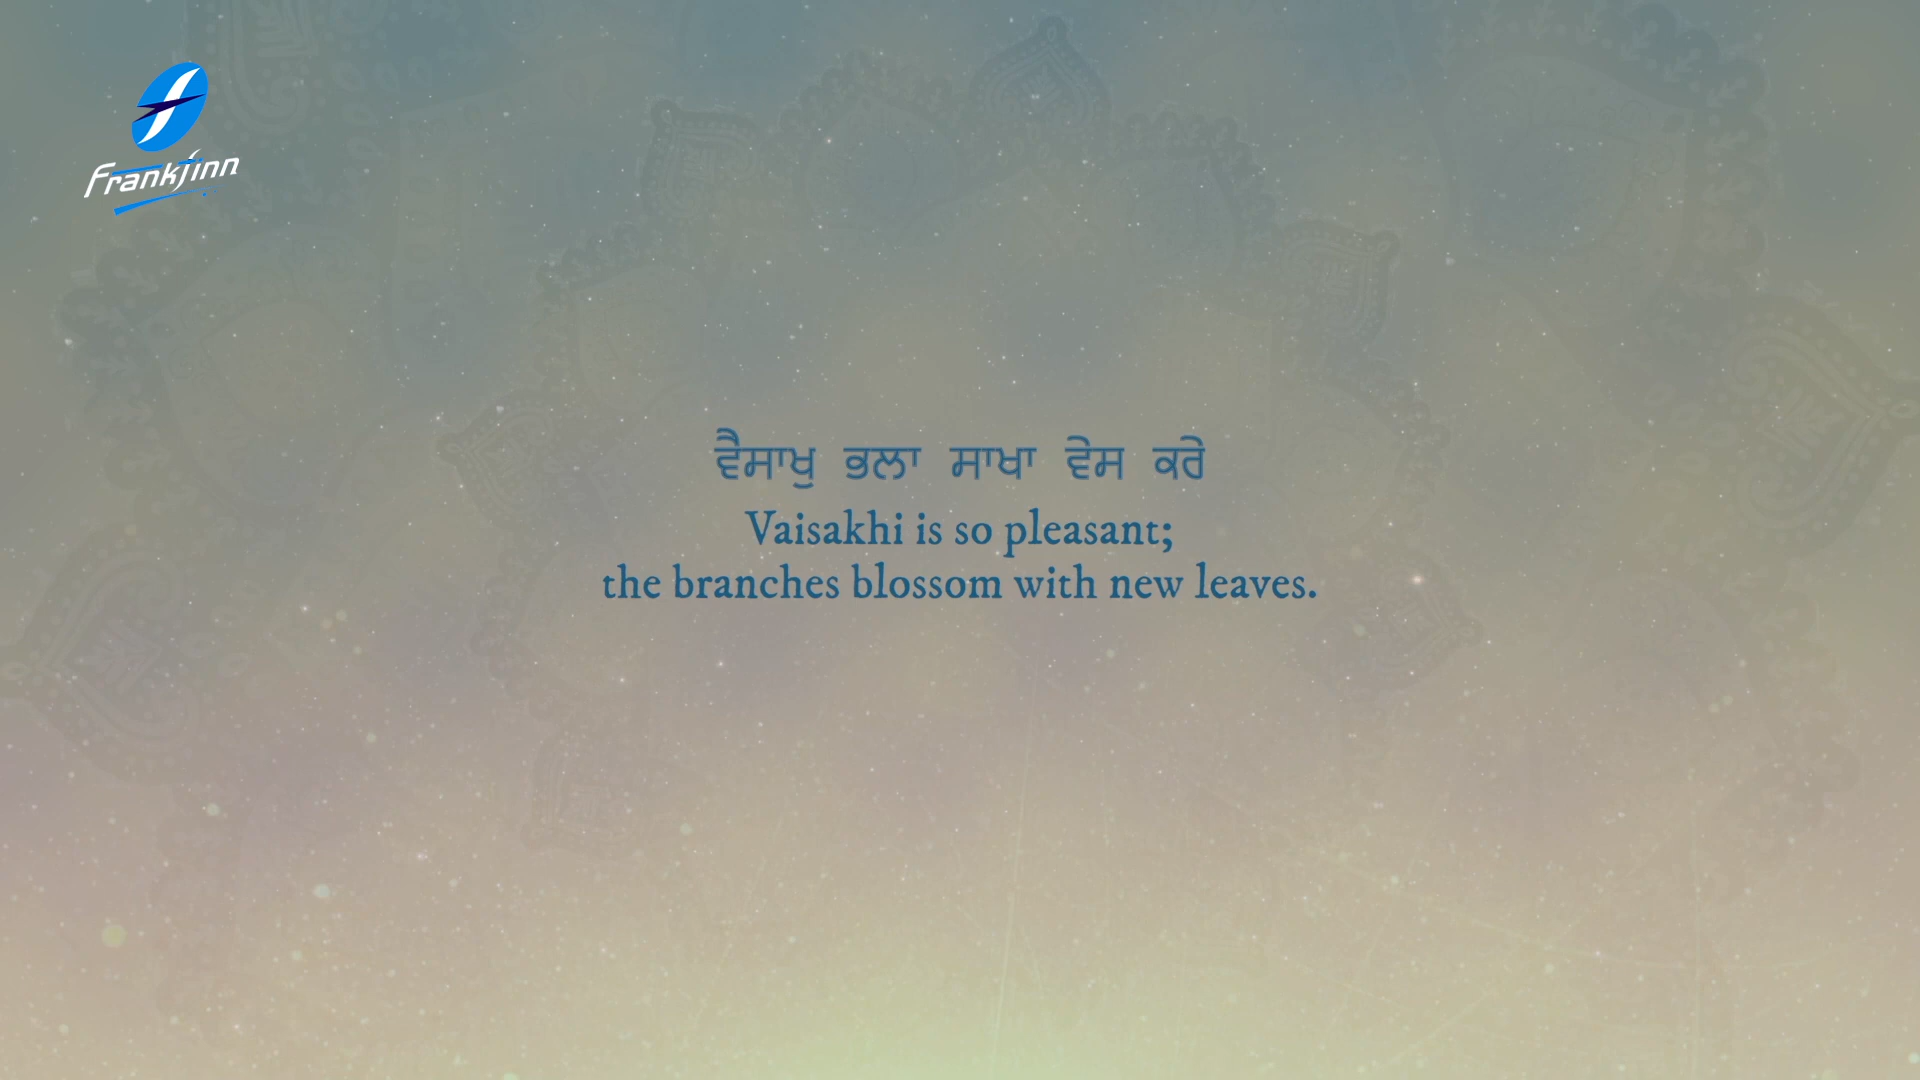 Frankfinn
ਵੈਸਾਖੁ ਭਲਾ ਸਾਖਾ ਵੇਸ ਕਰੇ
Vaisakhi is so pleasant;
the branches blossom with new leaves.